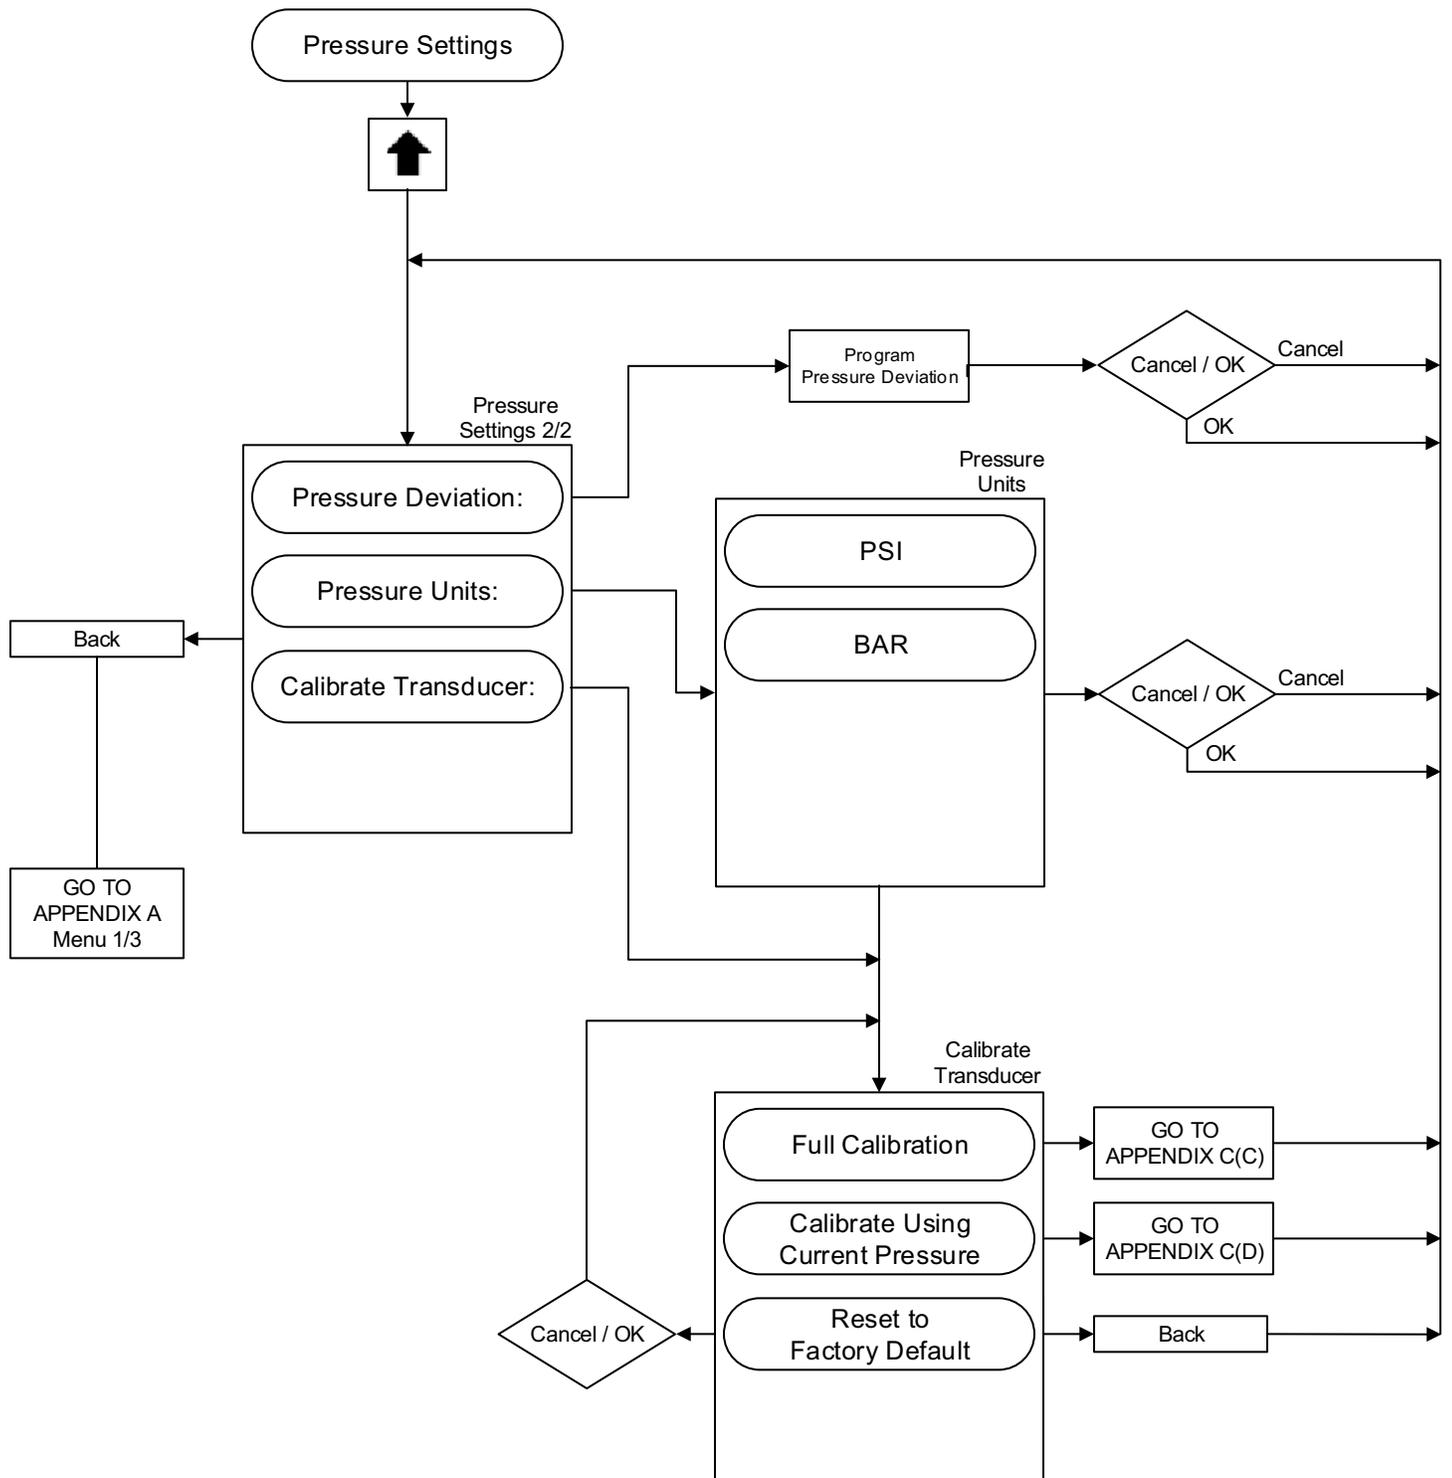 Pressure Settings
Pressure
Settings 2/2
Pressure Deviation:
Pressure Units:
Calibrate Transducer:
Back
GO TO
APPENDIX A
Menu 1/3
Program
Pressure Deviation
Cancel / OK
Cancel
OK
Pressure
Units
PSI
BAR
Cancel / OK
Cancel
OK
Calibrate
Transducer
Full Calibration
GO TO
APPENDIX C(C)
Calibrate Using
Current Pressure
GO TO
APPENDIX C(D)
Reset to
Factory Default
Back
Cancel / OK